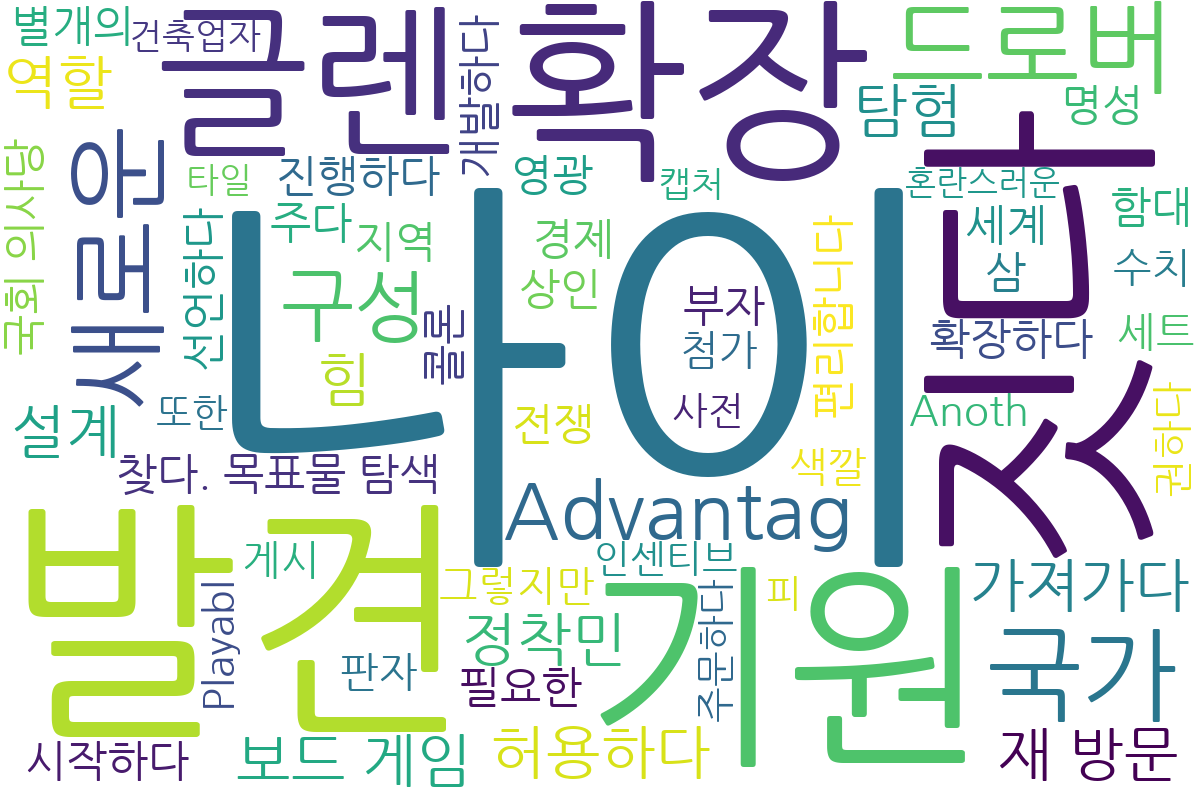 별개의
건축업자
역할
글렌
확장
드로버
개발하다
탐험
명성
국회 의사당
새로운
타일
진행하다
영광
캡처
혼란스러운
짓다
선언하다
주다
지역
경제
세계
함대
나이
구성
상인
부자
삼
수치
콜론
첨가
편리합니다
확장하다
세트
힘
설계
또한
전쟁
사전
Anoth
권하다
찾다. 목표물 탐색
색깔
Advantag
발견
게시
인센티브
그렇지만
피
가져가다
기원
Playabl
정착민
주문하다
국가
판자
필요한
시작하다
보드 게임
허용하다
재 방문